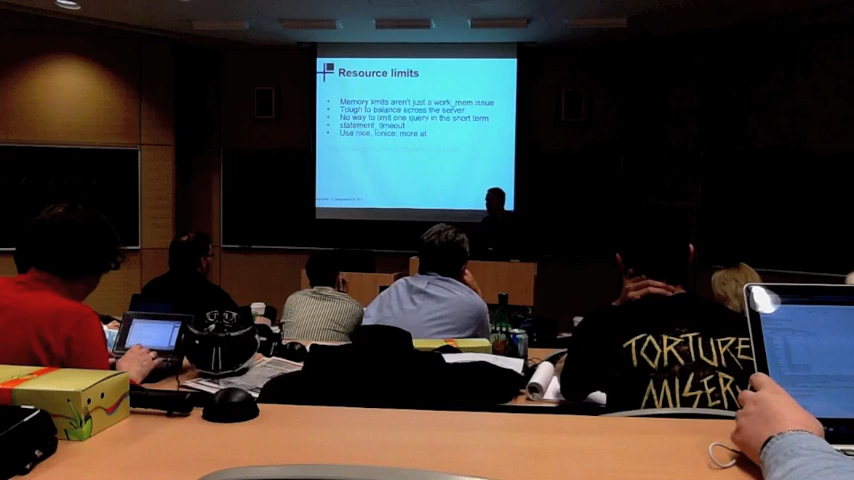 Resource limits
• Memory limits aren't just a work_mem issue
• Tough to balance across the server
• No way to limit one query in the short term
• statement_timeout
• Use nice, ionice: more at
TORTURE
MISERY